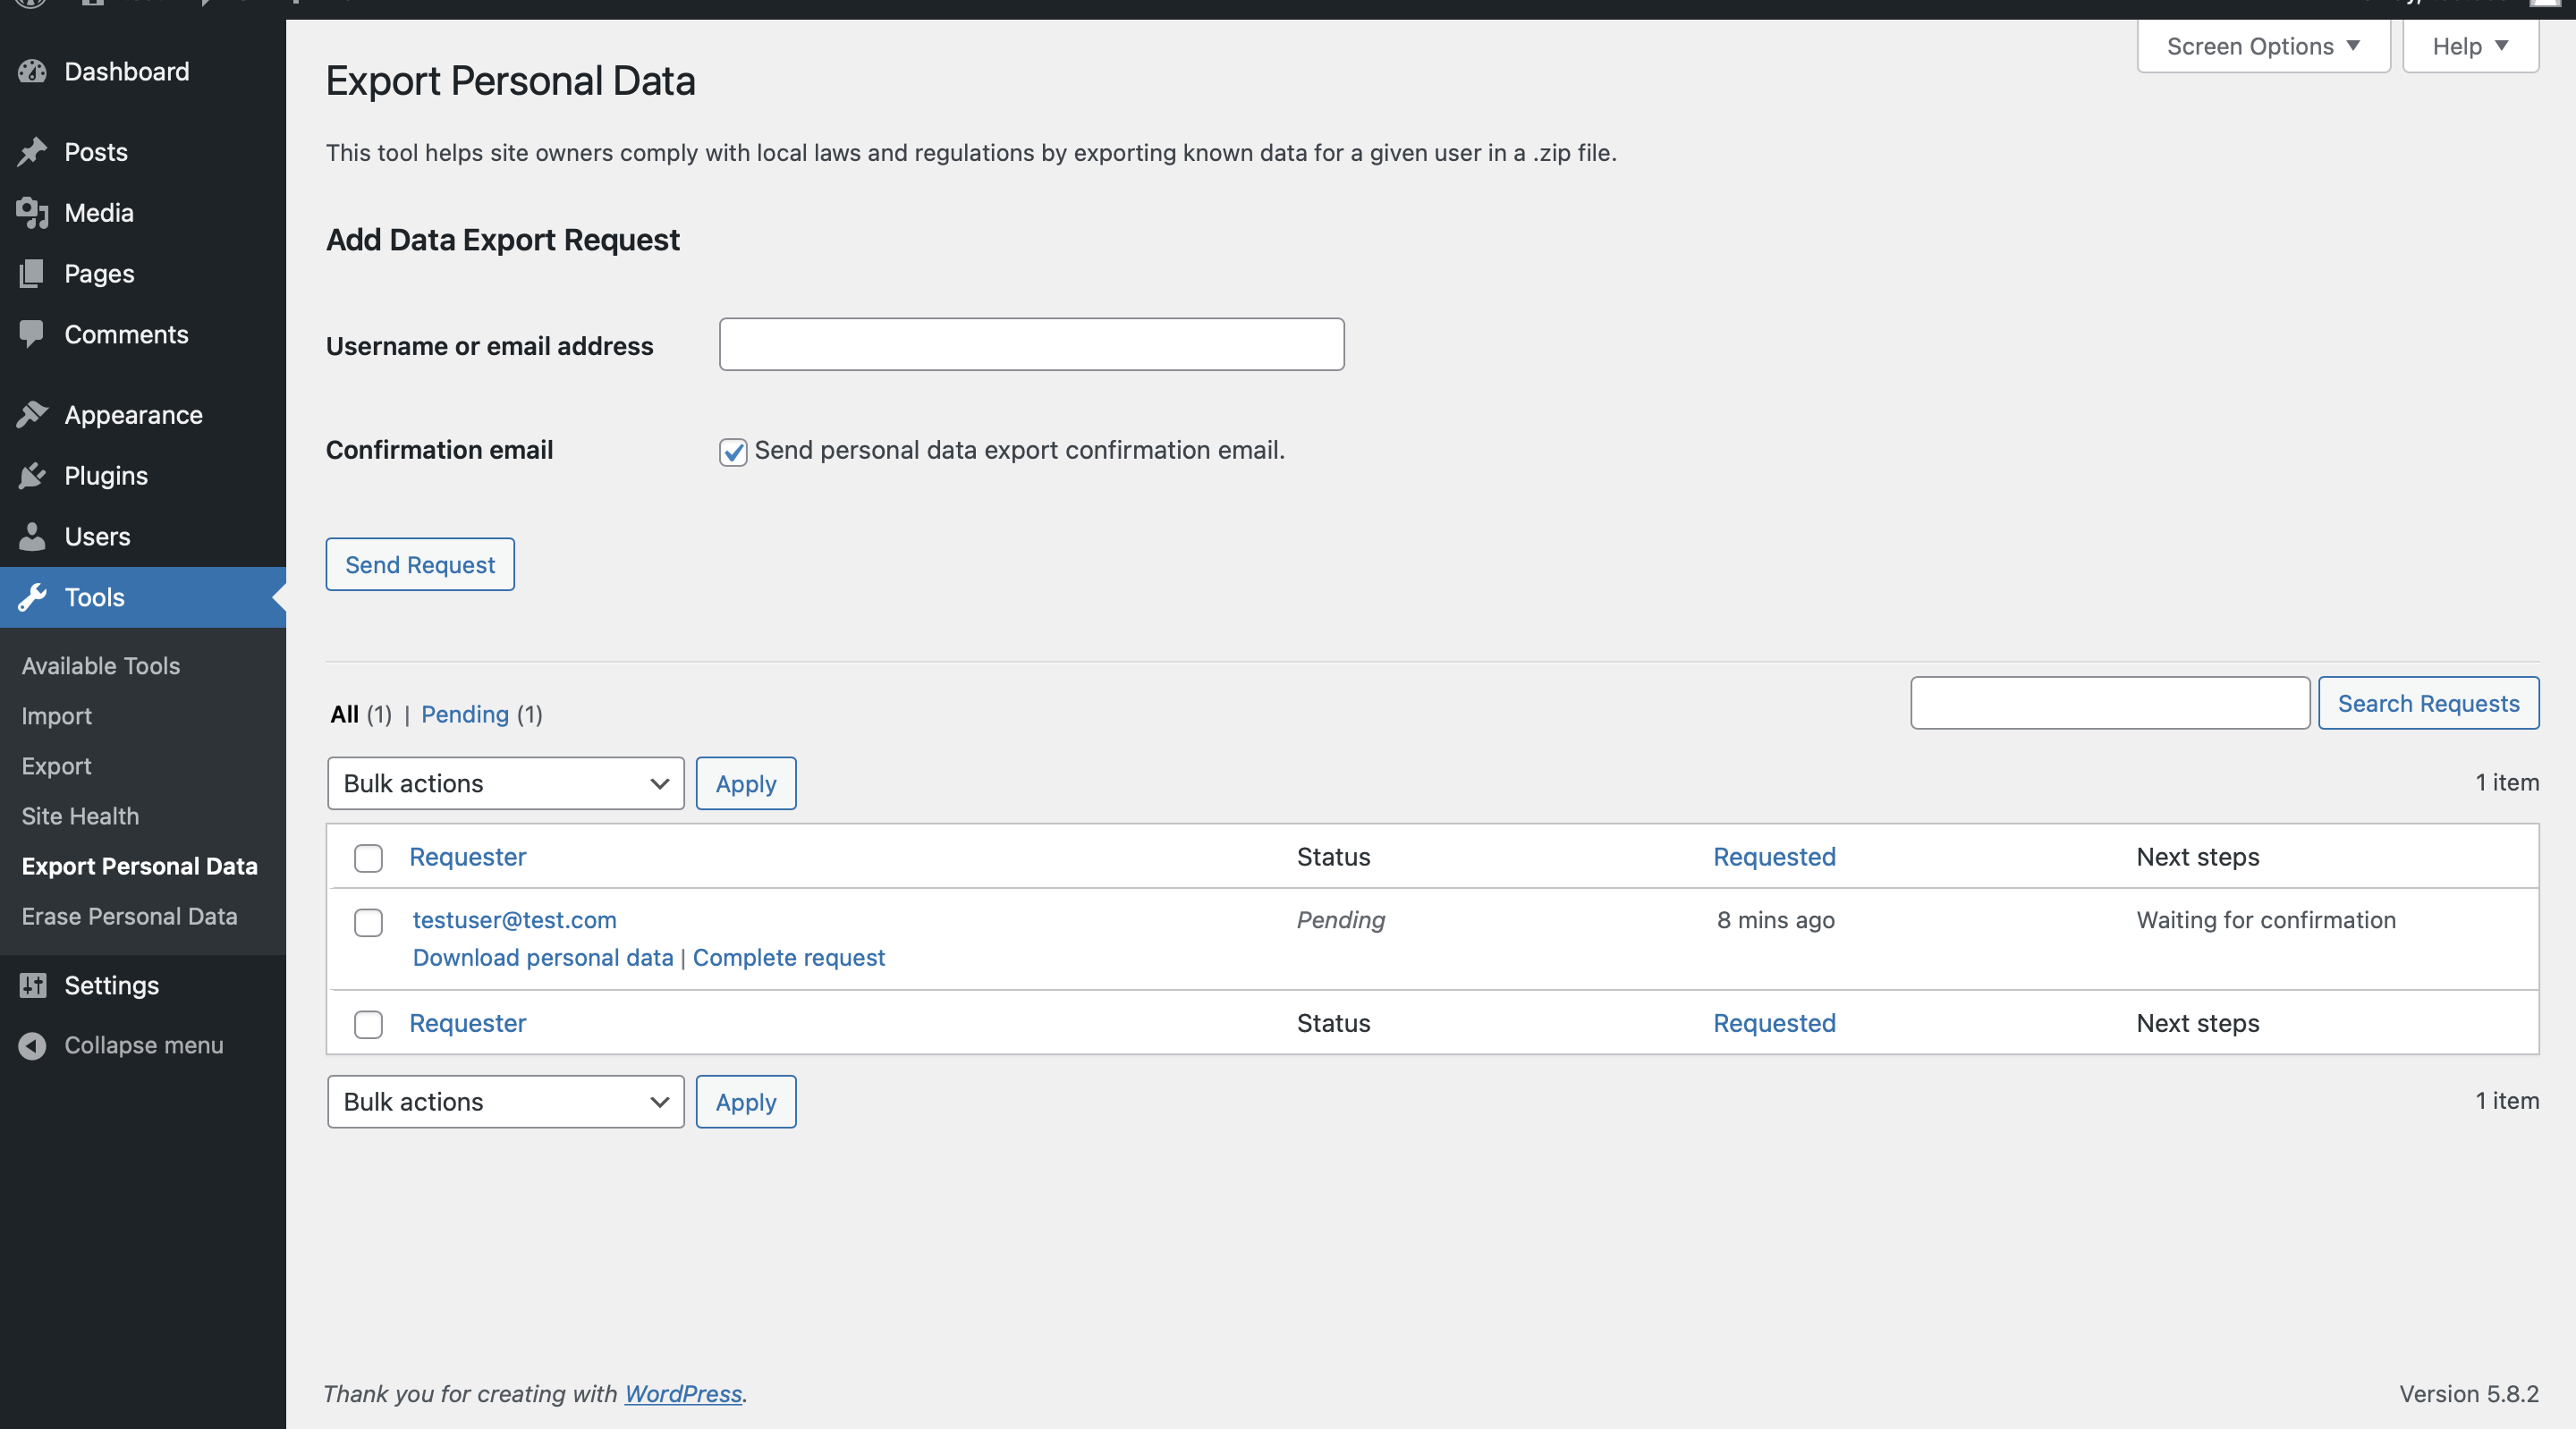 Screen Options ▼
Help ▼
Dashboard
Posts
Media
Pages
Comments
Appearance
Plugins
Users
Tools
Available Tools
Import
Export
Site Health
Export Personal Data
Erase Personal Data
Settings
Collapse menu
Export Personal Data
This tool helps site owners comply with local laws and regulations by exporting known data for a given user in a .zip file.
Add Data Export Request
Username or email address
Confirmation email
Send personal data export confirmation email.
Send Request
All (1) | Pending (1)
Search Requests
Bulk actions
Apply
1 item
Requester Status Requested Next steps
testuser@test.com Pending 8 mins ago Waiting for confirmation
Download personal data | Complete request
Requester Status Requested Next steps
Bulk actions
Apply
1 item
Thank you for creating with WordPress.
Version 5.8.2